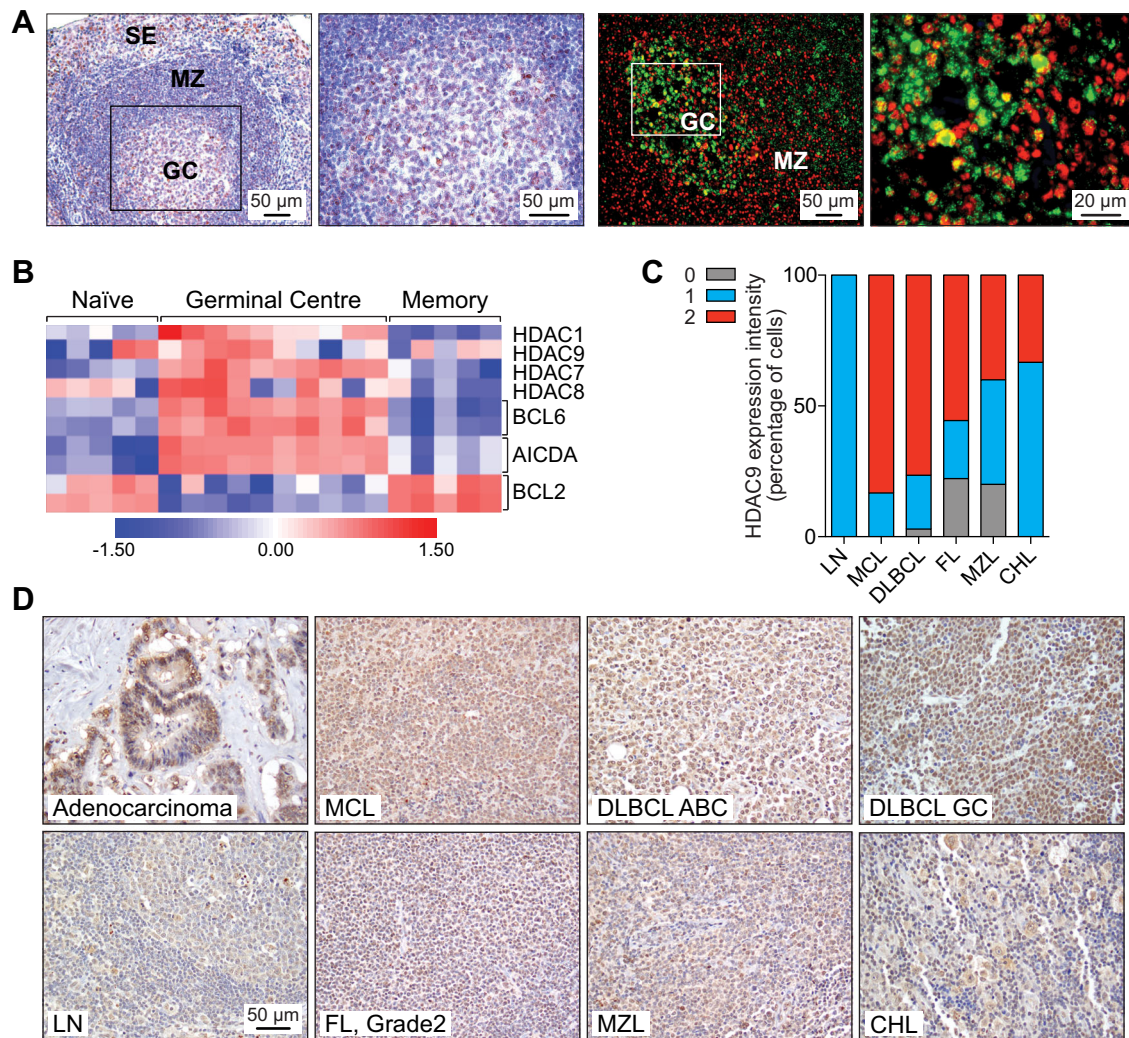 A
SE
MZ
GC
50 µm
50 µm
GC
MZ
50 µm
20 µm
B
Naïve
Germinal Centre
Memory
HDAC1
HDAC9
HDAC7
HDAC8
BCL6
AICDA
BCL2
-1.50
0.00
1.50
C
0
1
2
HDAC9 expression intensity
(percentage of cells)
100
50
0
LN
MCL
DLBCL
FL
MZL
CHL
D
Adenocarcinoma
MCL
DLBCL ABC
DLBCL GC
LN
50 µm
FL, Grade2
MZL
CHL